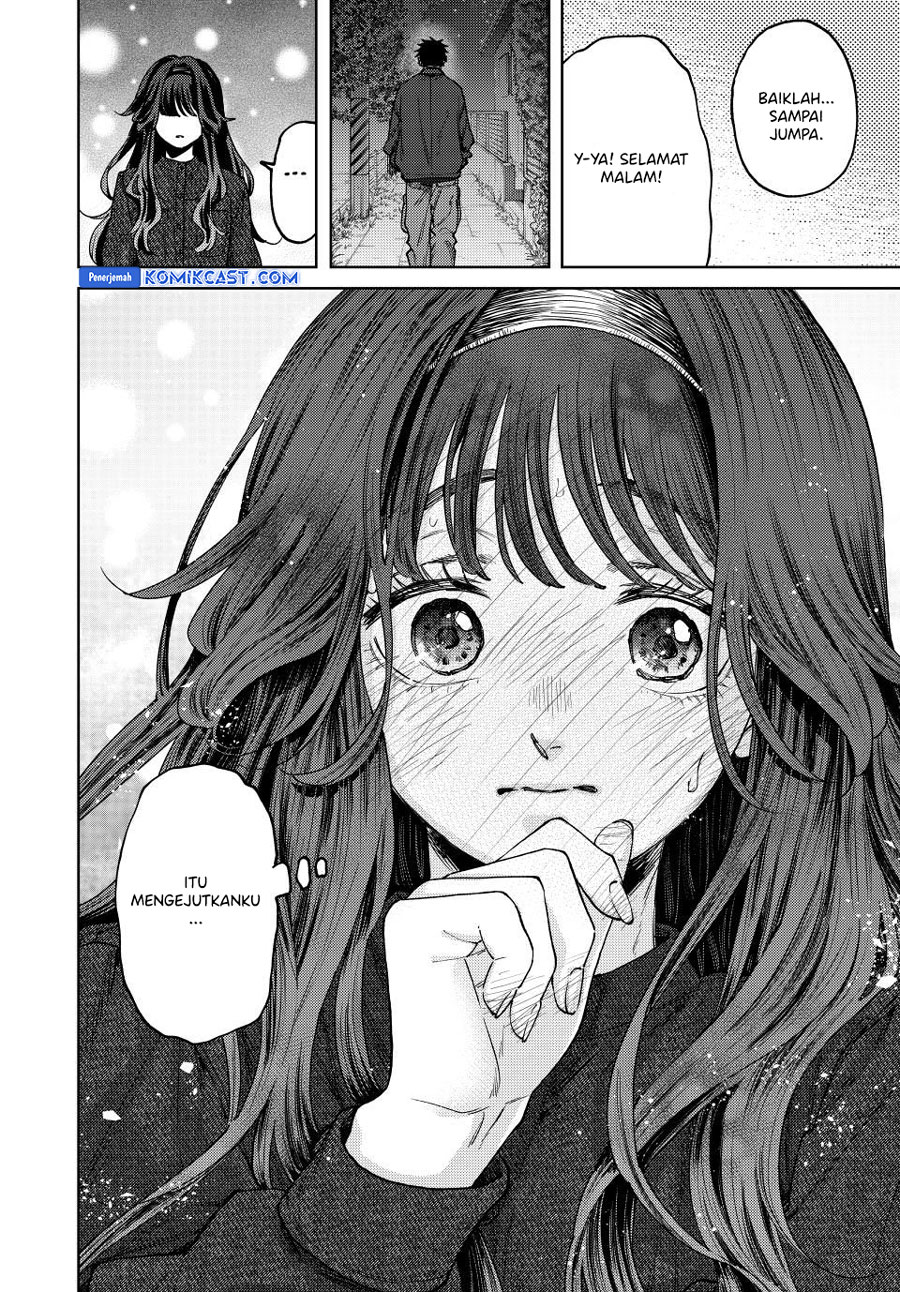 BAIKLAH...
SAMPAI
JUMPA.
Y-YA! SELAMAT
MALAM!
...
Penerjemah KOMIKCAST.COM
ITU
MENGEJUTKANKU
...